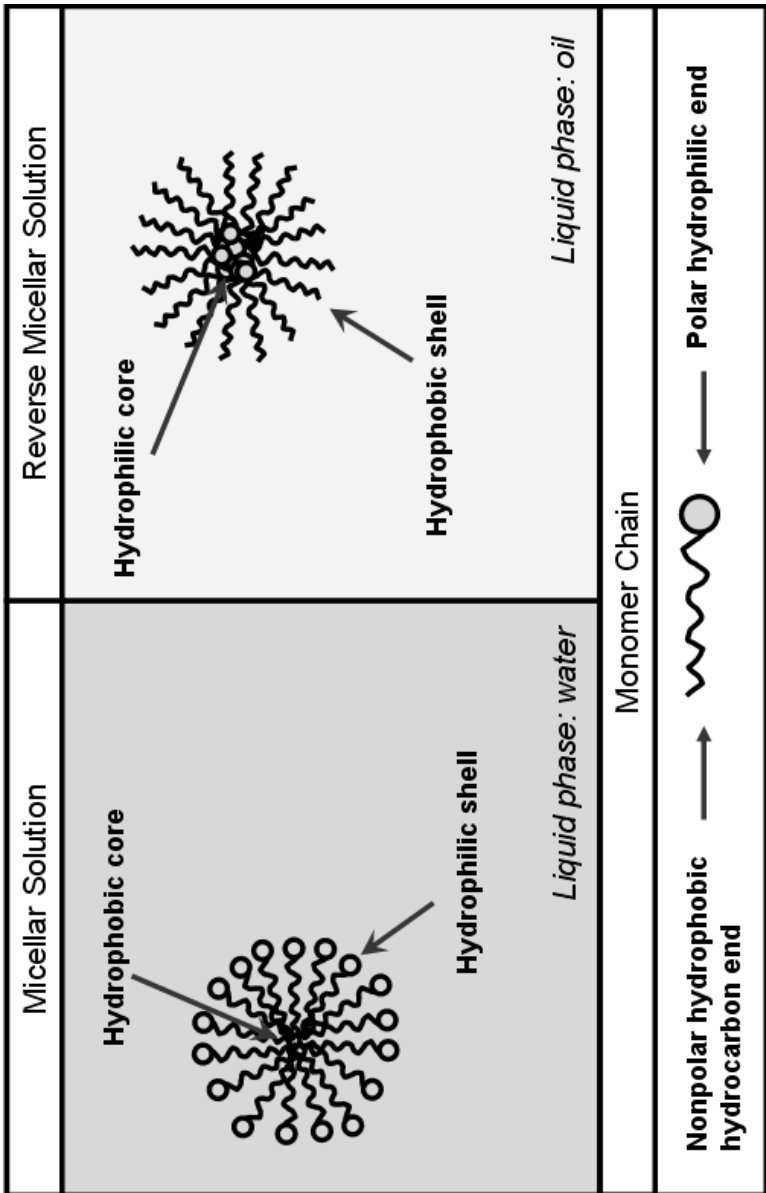 Micellar Solution
Reverse Micellar Solution
Hydrophobic core
Hydrophilic shell
Liquid phase: water
Hydrophilic core
Hydrophobic shell
Liquid phase: oil
Monomer Chain
Nonpolar hydrophobic
hydrocarbon end
Polar hydrophilic end